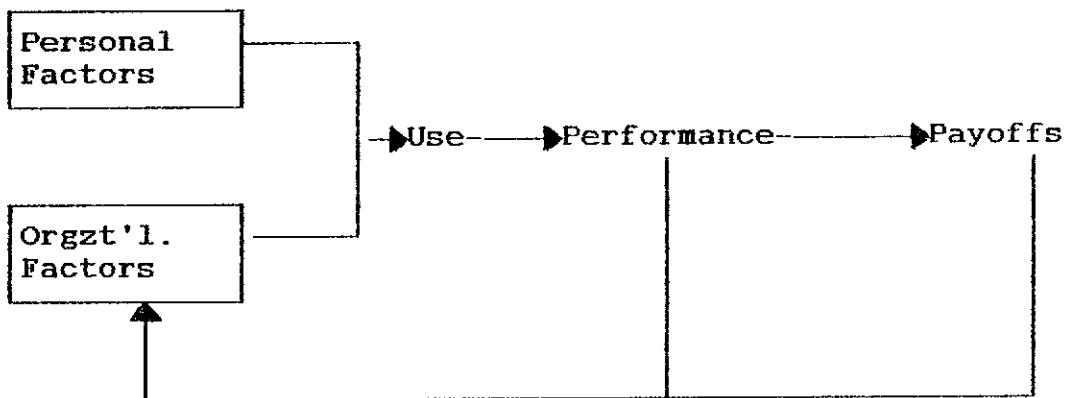 Personal
Factors
Use
Performance
Payoffs
Orgzt'l.
Factors